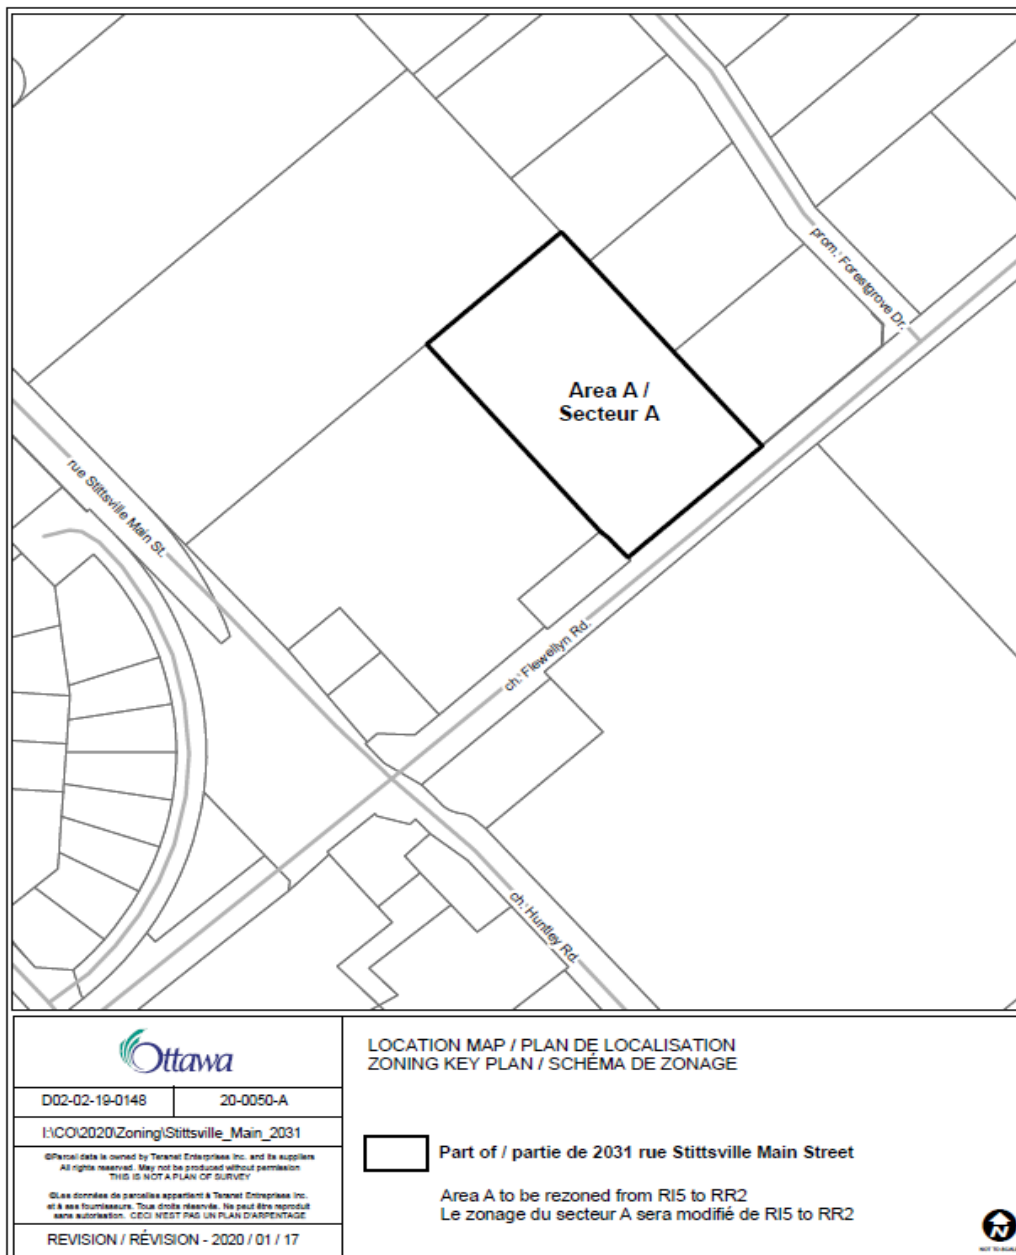 prom. Forestgrove Dr.
Area A /
Secteur A
rue Stittsville Main St.
ch. Flewellyn Rd.
ch. Huntley Rd.
Ottawa
D02-02-19-0148
20-0050-A
I:\CO\2020\Zoning\Stittsville_Main_2031
©Parcel data is owned by Teranet Enterprises Inc. and its suppliers
All rights reserved. May not be produced without permission
THIS IS NOT A PLAN OF SURVEY
©Les données de parcelles appartient à Teranet Entreprises Inc.
et à ses fournisseurs. Tous droits réservés. Ne peut être reproduit
sans autorisation. CECI N'EST PAS UN PLAN D'ARPENTAGE
REVISION / RÉVISION - 2020 / 01 / 17
LOCATION MAP / PLAN DE LOCALISATION
ZONING KEY PLAN / SCHÉMA DE ZONAGE
Part of / partie de 2031 rue Stittsville Main Street
Area A to be rezoned from RI5 to RR2
Le zonage du secteur A sera modifié de RI5 to RR2
N
NOT TO SCALE